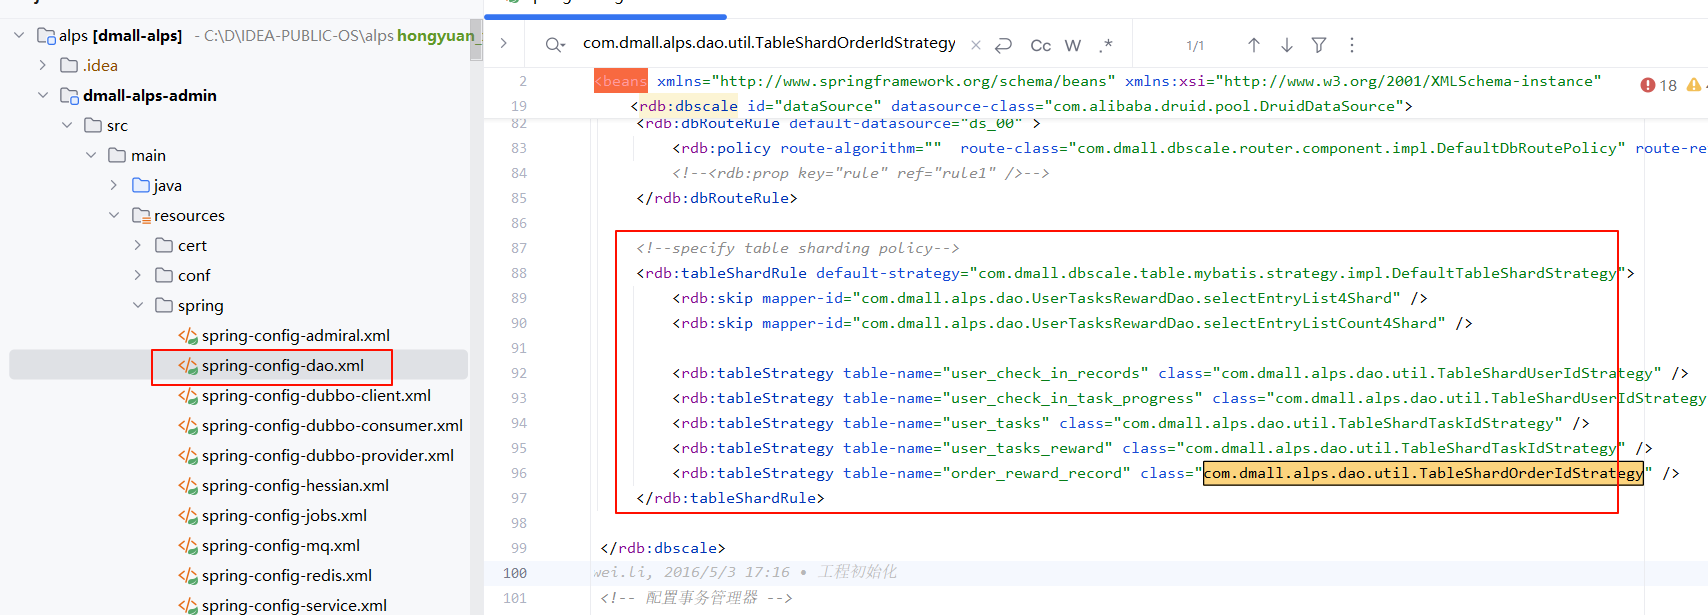 alps [dmall-alps] - C:\D\IDEA-PUBLIC-OS\alps hongyuan_
.idea
dmall-alps-admin
src
main
java
resources
cert
conf
spring
spring-config-admiral.xml
spring-config-dao.xml
spring-config-dubbo-client.xml
spring-config-dubbo-consumer.xml
spring-config-dubbo-provider.xml
spring-config-hessian.xml
spring-config-jobs.xml
spring-config-mq.xml
spring-config-redis.xml
spring-config-service.xml
com.dmall.alps.dao.util.TableShardOrderIdStrategy × Cc W .* 1/1
2 <beans xmlns="http://www.springframework.org/schema/beans" xmlns:xsi="http://www.w3.org/2001/XMLSchema-instance" 18
19 <rdb:dbscale id="dataSource" datasource-class="com.alibaba.druid.pool.DruidDataSource">
82 <rdb:dbRouteRule default-datasource="ds_00" >
83 <rdb:policy route-algorithm="" route-class="com.dmall.dbscale.router.component.impl.DefaultDbRoutePolicy" route-re
84 <!--<rdb:prop key="rule" ref="rule1" />-->
85 </rdb:dbRouteRule>
86
87 <!--specify table sharding policy-->
88 <rdb:tableShardRule default-strategy="com.dmall.dbscale.table.mybatis.strategy.impl.DefaultTableShardStrategy">
89 <rdb:skip mapper-id="com.dmall.alps.dao.UserTasksRewardDao.selectEntryList4Shard" />
90 <rdb:skip mapper-id="com.dmall.alps.dao.UserTasksRewardDao.selectEntryListCount4Shard" />
91
92 <rdb:tableStrategy table-name="user_check_in_records" class="com.dmall.alps.dao.util.TableShardUserIdStrategy" />
93 <rdb:tableStrategy table-name="user_check_in_task_progress" class="com.dmall.alps.dao.util.TableShardUserIdStrategy
94 <rdb:tableStrategy table-name="user_tasks" class="com.dmall.alps.dao.util.TableShardTaskIdStrategy" />
95 <rdb:tableStrategy table-name="user_tasks_reward" class="com.dmall.alps.dao.util.TableShardTaskIdStrategy" />
96 <rdb:tableStrategy table-name="order_reward_record" class="com.dmall.alps.dao.util.TableShardOrderIdStrategy" />
97 </rdb:tableShardRule>
98
99 </rdb:dbscale>
100 wei.li, 2016/5/3 17:16 • 工程初始化
101 <!-- 配置事务管理器 -->